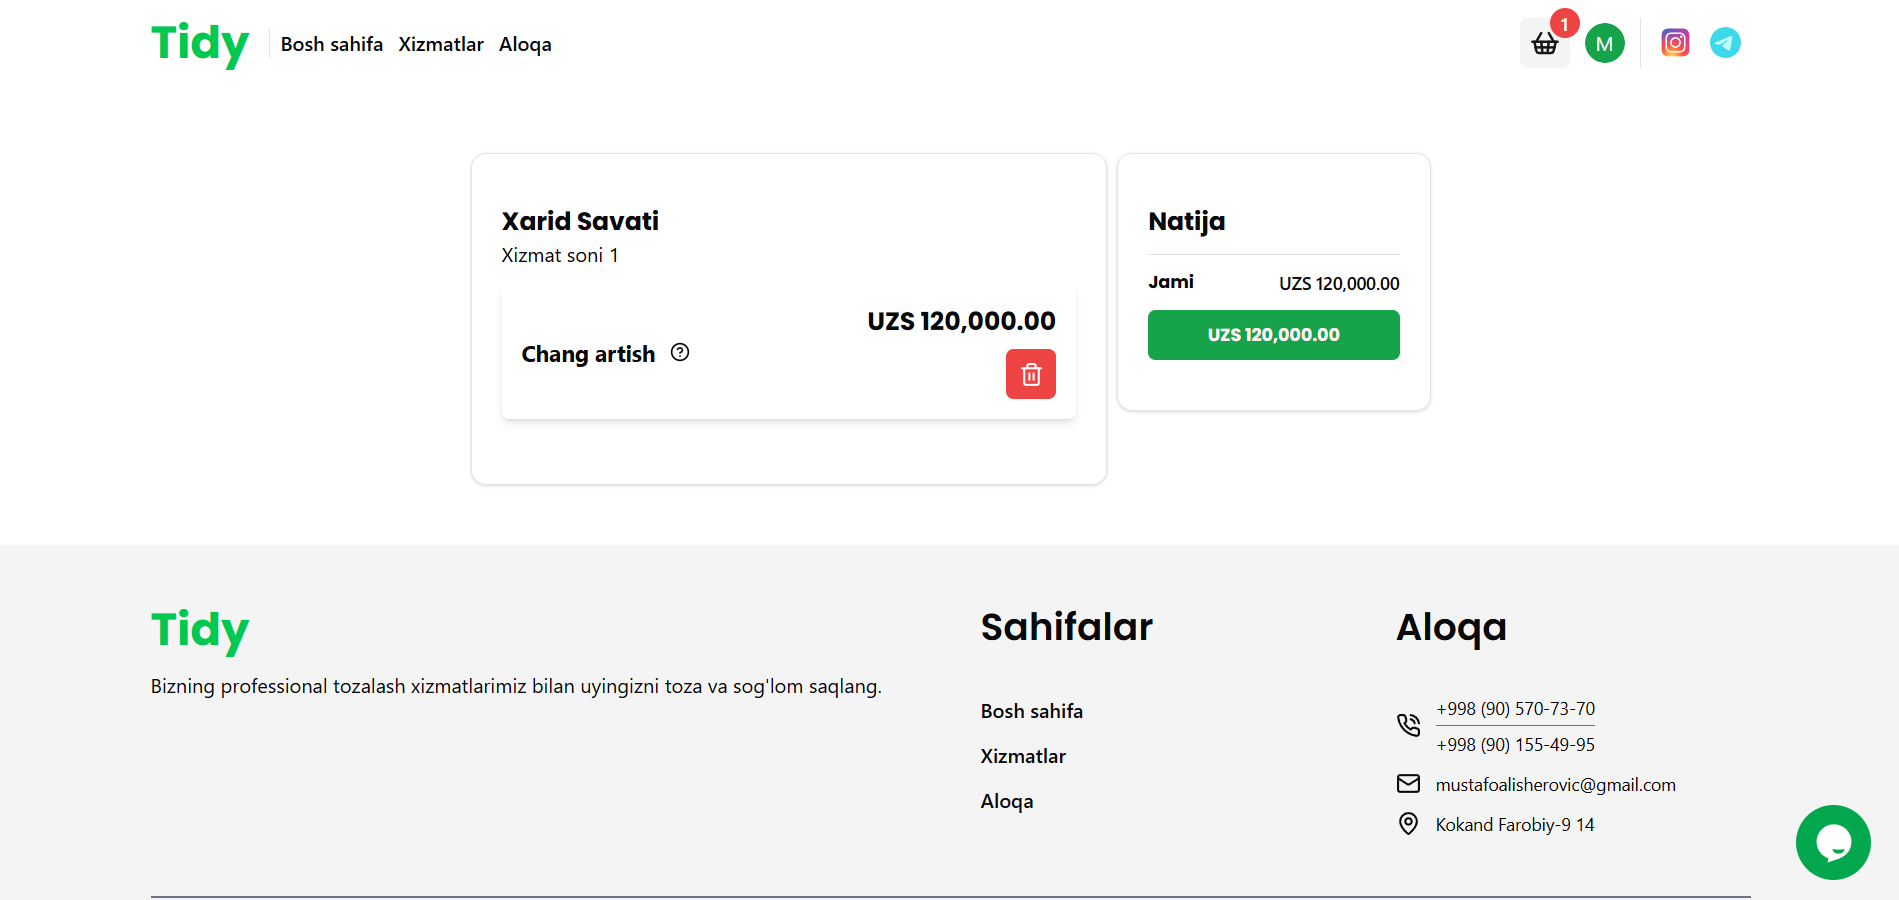 Tidy
Bosh sahifa
Xizmatlar
Aloqa
1
M
Xarid Savati
Xizmat soni 1
UZS 120,000.00
Chang artish
Natija
Jami
UZS 120,000.00
UZS 120,000.00
Tidy
Bizning professional tozalash xizmatlarimiz bilan uyingizni toza va sog'lom saqlang.
Sahifalar
Bosh sahifa
Xizmatlar
Aloqa
Aloqa
+998 (90) 570-73-70
+998 (90) 155-49-95
mustafoalisherovic@gmail.com
Kokand Farobiy-9 14